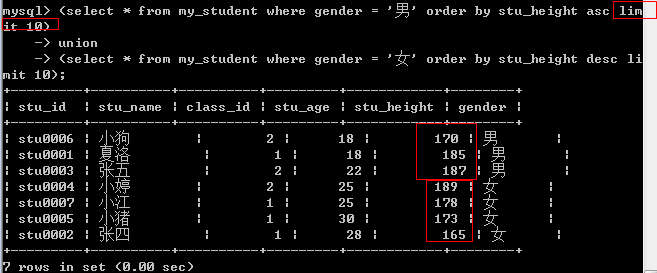 mysql> (select * from my_student where gender = '男' order by stu_height asc lim
it 10)
    -> union
    -> (select * from my_student where gender = '女' order by stu_height desc li
mit 10);
+---------+----------+----------+---------+------------+--------+
| stu_id | stu_name | class_id | stu_age | stu_height | gender |
+---------+----------+----------+---------+------------+--------+
| stu0006 | 小狗 | 2 | 18 | 170 | 男 |
| stu0001 | 夏洛 | 1 | 18 | 185 | 男 |
| stu0003 | 张五 | 2 | 22 | 187 | 男 |
| stu0004 | 小婷 | 2 | 25 | 189 | 女 |
| stu0007 | 小江 | 1 | 25 | 178 | 女 |
| stu0005 | 小猪 | 1 | 30 | 173 | 女 |
| stu0002 | 张四 | 1 | 28 | 165 | 女 |
+---------+----------+----------+---------+------------+--------+
7 rows in set (0.00 sec)